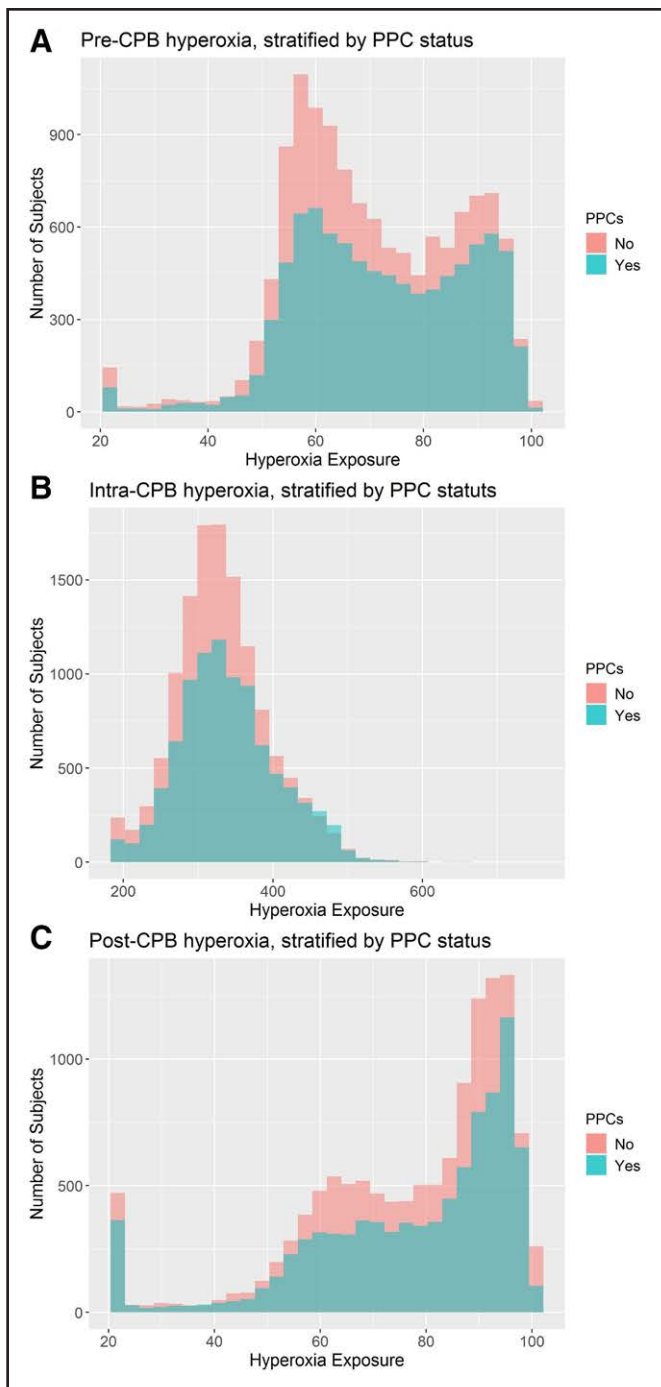 A Pre-CPB hyperoxia, stratified by PPC status
900
600
300
0
Number of Subjects
20 40 60 80 100
Hyperoxia Exposure
PPCs
No
Yes
B Intra-CPB hyperoxia, stratified by PPC statuts
1500
1000
500
0
Number of Subjects
200 400 600
Hyperoxia Exposure
PPCs
No
Yes
C Post-CPB hyperoxia, stratified by PPC status
1000
500
0
Number of Subjects
20 40 60 80 100
Hyperoxia Exposure
PPCs
No
Yes